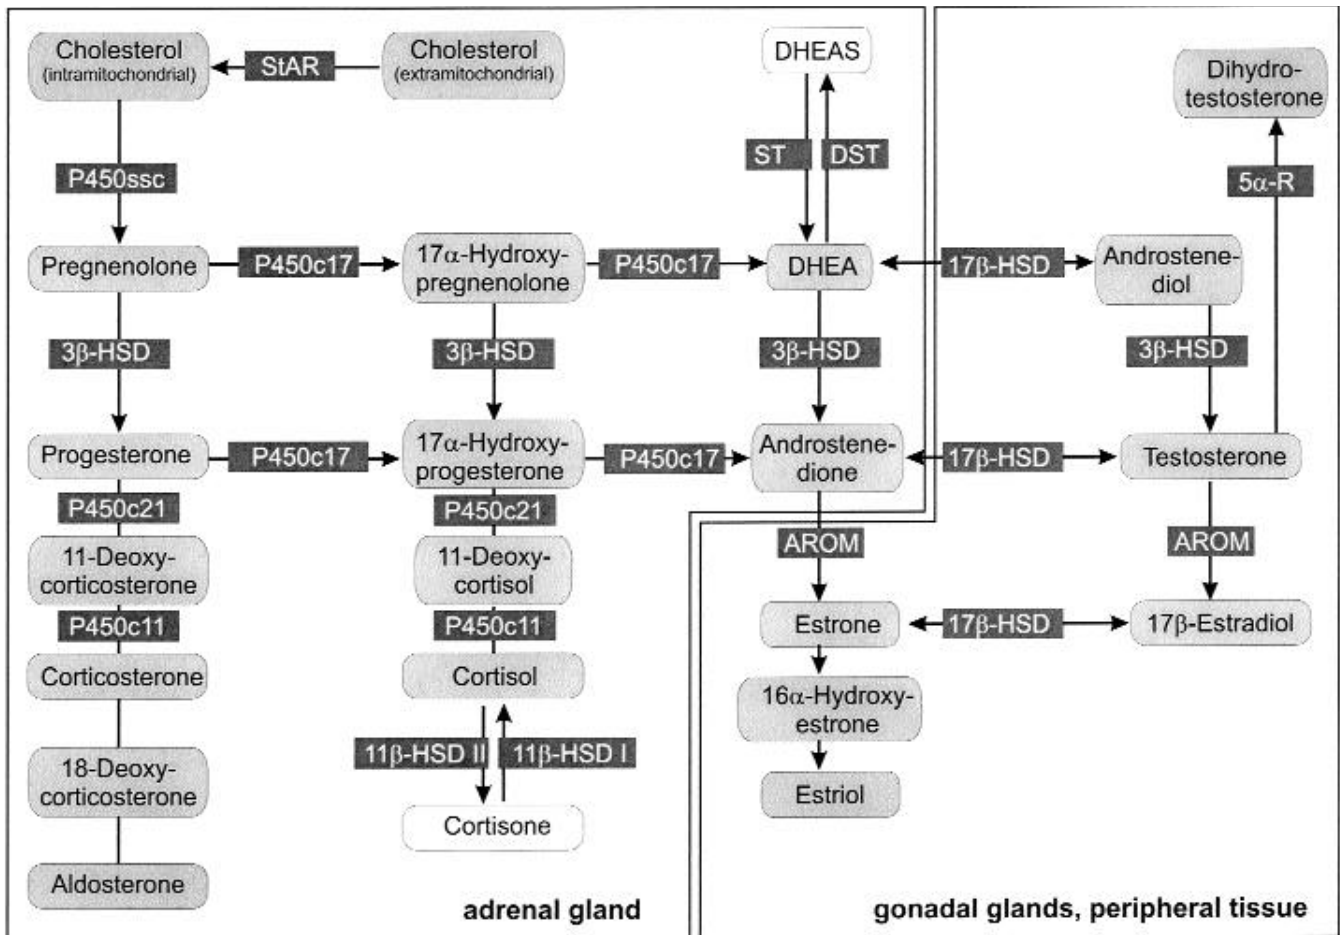 Cholesterol
(intramitochondrial)
StAR
Cholesterol
(extramitochondrial)
DHEAS
Dihydro-
testosterone
ST
DST
P450ssc
5α-R
Pregnenolone
P450c17
17α-Hydroxy-
pregnenolone
P450c17
DHEA
17β-HSD
Androstene-
diol
3β-HSD
3β-HSD
3β-HSD
3β-HSD
Progesterone
P450c17
17α-Hydroxy-
progesterone
P450c17
Androstene-
dione
17β-HSD
Testosterone
P450c21
P450c21
11-Deoxy-
corticosterone
11-Deoxy-
cortisol
AROM
AROM
P450c11
P450c11
Estrone
17β-HSD
17β-Estradiol
Corticosterone
Cortisol
16α-Hydroxy-
estrone
11β-HSD II
11β-HSD I
18-Deoxy-
corticosterone
Estriol
Cortisone
Aldosterone
adrenal gland
gonadal glands, peripheral tissue